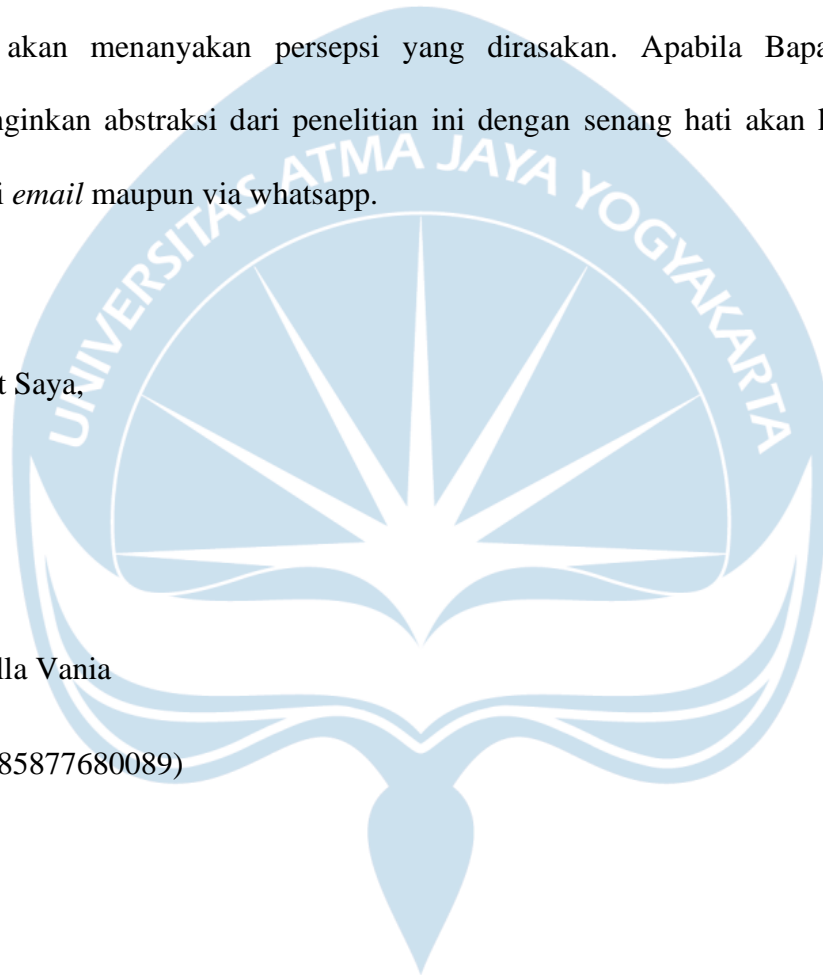 akan menanyakan persepsi yang dirasakan. Apabila Bapa
nginkan abstraksi dari penelitian ini dengan senang hati akan
i email maupun via whatsapp.
UNIVERSITAS ATMA JAYA YOGYAKARTA
t Saya,
lla Vania
85877680089)